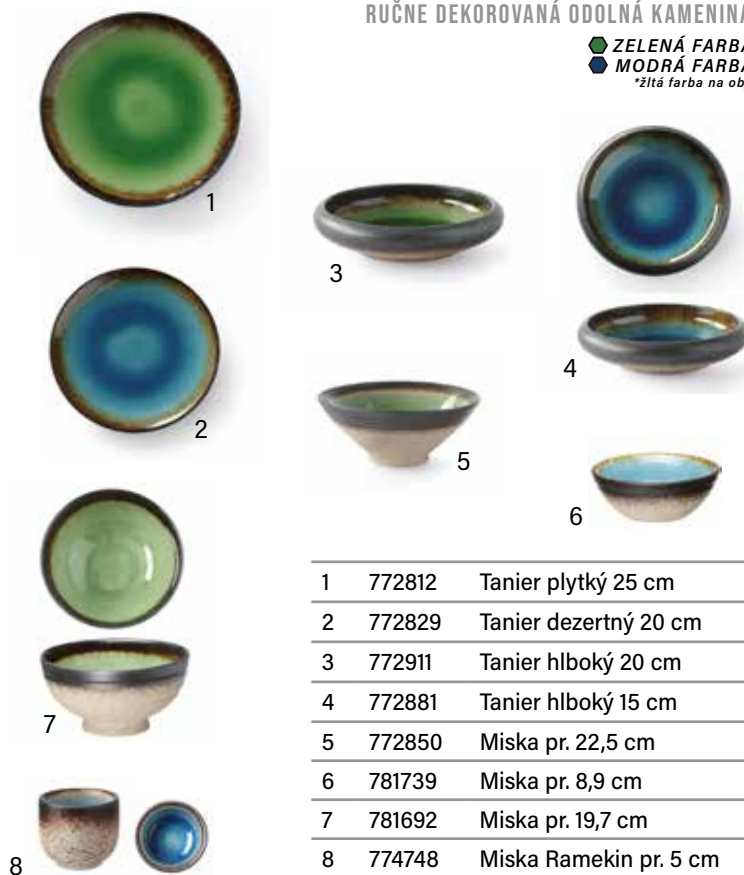 RUČNE DEKOROVANÁ ODOLNÁ KAMENINA
ZELENÁ FARBA
MODRÁ FARBA
*žltá farba na
1
2
3
4
5
6
7
8
1 772812 Tanier plytký 25 cm
2 772829 Tanier dezertný 20 cm
3 772911 Tanier hlboký 20 cm
4 772881 Tanier hlboký 15 cm
5 772850 Miska pr. 22,5 cm
6 781739 Miska pr. 8,9 cm
7 781692 Miska pr. 19,7 cm
8 774748 Miska Ramekin pr. 5 cm